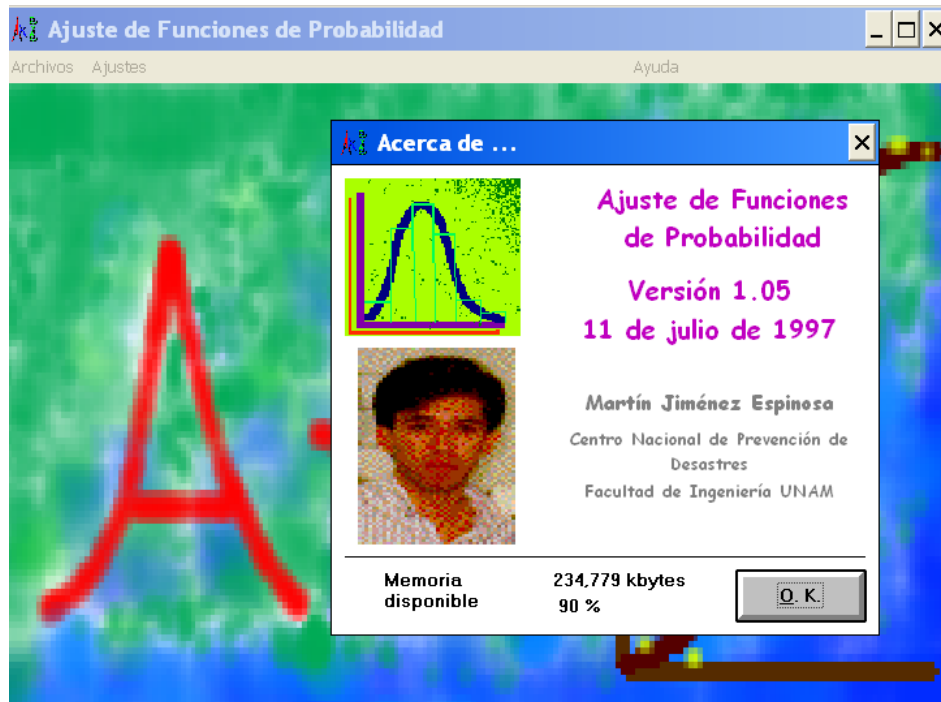 Ajuste de Funciones de Probabilidad
Archivos Ajustes Ayuda
Acerca de ...
Ajuste de Funciones
de Probabilidad
Versión 1.05
11 de julio de 1997
Martín Jiménez Espinosa
Centro Nacional de Prevención de
Desastres
Facultad de Ingeniería UNAM
Memoria
disponible
234,779 kbytes
90 %
O. K.
A